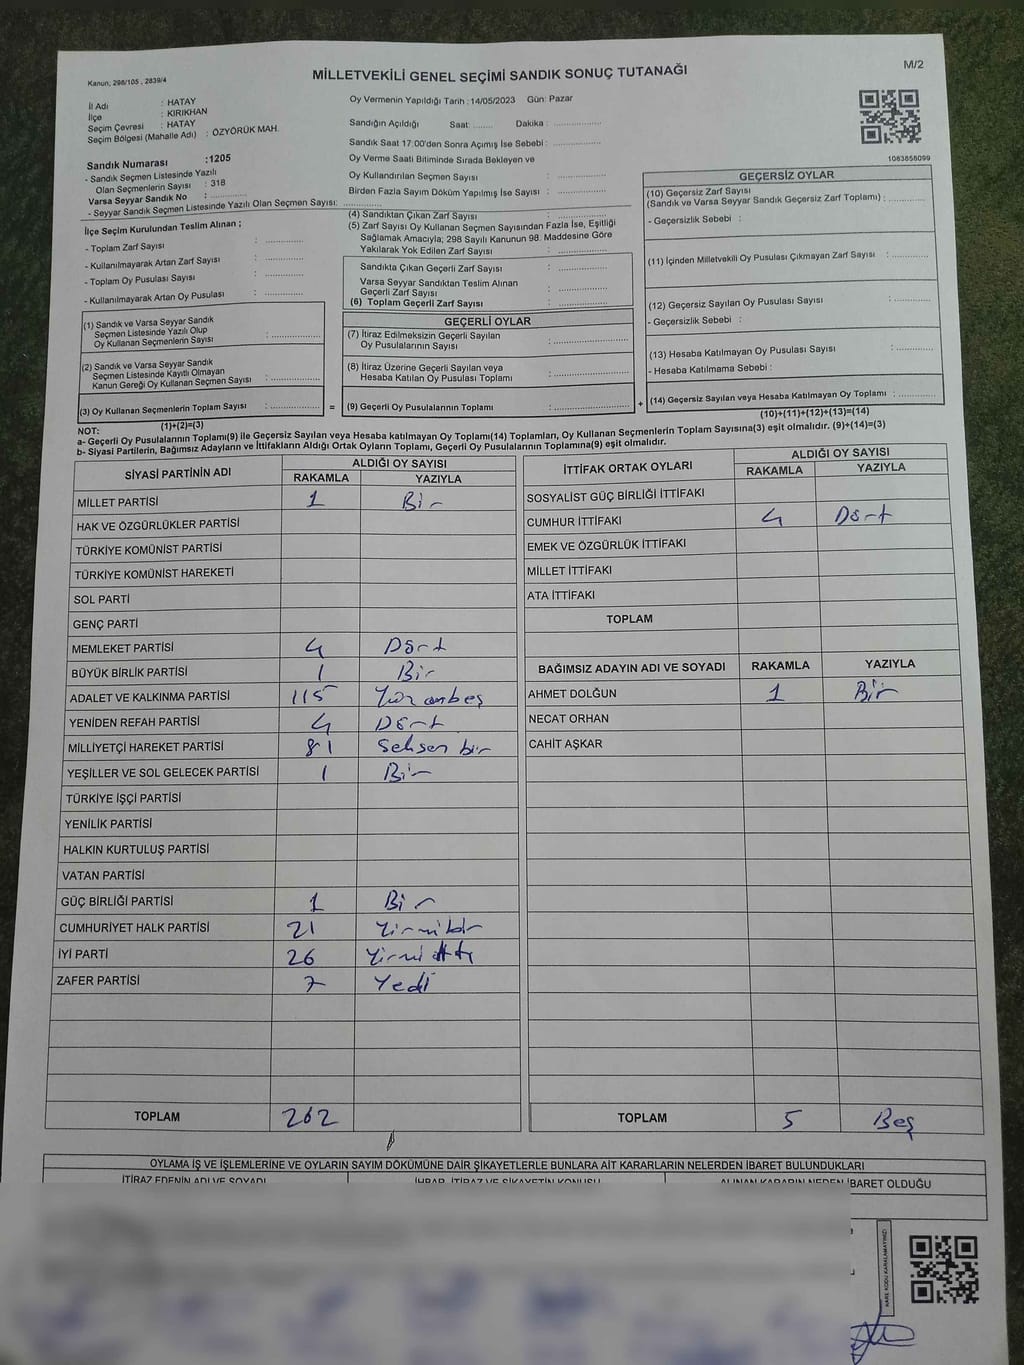 Kanun; 298/105 , 2839/4
MİLLETVEKİLİ GENEL SEÇİMİ SANDIK SONUÇ TUTANAĞI
M/2
İl Adı : HATAY
İlçe : KIRIKHAN
Seçim Çevresi : HATAY
Seçim Bölgesi (Mahalle Adı) : ÖZYÖRÜK MAH.
Sandık Numarası :1205
- Sandık Seçmen Listesinde Yazılı
Olan Seçmenlerin Sayısı : 318
Varsa Seyyar Sandık No : ..............
- Seyyar Sandık Seçmen Listesinde Yazılı Olan Seçmen Sayısı: ..............
Oy Vermenin Yapıldığı Tarih : 14/05/2023 Gün: Pazar
Sandığın Açıldığı Saat: ....... Dakika : ..............
Sandık Saat 17:00'den Sonra Açımış İse Sebebi : ..............
Oy Verme Saati Bitiminde Sırada Bekleyen ve
Oy Kullandırılan Seçmen Sayısı : ..............
Birden Fazla Sayım Döküm Yapılmış İse Sayısı : ..............
1083858099
İlçe Seçim Kurulundan Teslim Alınan ;
- Toplam Zarf Sayısı : ..............
- Kullanılmayarak Artan Zarf Sayısı : ..............
- Toplam Oy Pusulası Sayısı : ..............
- Kullanılmayarak Artan Oy Pusulası : ..............
(1) Sandık ve Varsa Seyyar Sandık
Seçmen Listesinde Yazılı Olup
Oy Kullanan Seçmenlerin Sayısı : ..............
(2) Sandık ve Varsa Seyyar Sandık
Seçmen Listesinde Kayıtlı Olmayan
Kanun Gereği Oy Kullanan Seçmen Sayısı : ..............
(3) Oy Kullanan Seçmenlerin Toplam Sayısı : ..............
(1)+(2)=(3)
(4) Sandıktan Çıkan Zarf Sayısı : ..............
(5) Zarf Sayısı Oy Kullanan Seçmen Sayısından Fazla İse, Eşitliği
Sağlamak Amacıyla; 298 Sayılı Kanunun 98. Maddesine Göre
Yakılarak Yok Edilen Zarf Sayısı : ..............
Sandıkta Çıkan Geçerli Zarf Sayısı : ..............
Varsa Seyyar Sandıktan Teslim Alınan
Geçerli Zarf Sayısı : ..............
(6) Toplam Geçerli Zarf Sayısı : ..............
GEÇERLİ OYLAR
(7) İtiraz Edilmeksizin Geçerli Sayılan
Oy Pusulalarının Sayısı : ..............
(8) İtiraz Üzerine Geçerli Sayılan veya
Hesaba Katılan Oy Pusulası Toplamı : ..............
= (9) Geçerli Oy Pusulalarının Toplamı : ..............
GEÇERSİZ OYLAR
(10) Geçersiz Zarf Sayısı
(Sandık ve Varsa Seyyar Sandık Geçersiz Zarf Toplamı) : ..............
- Geçersizlik Sebebi :
(11) İçinden Milletvekili Oy Pusulası Çıkmayan Zarf Sayısı : ..............
(12) Geçersiz Sayılan Oy Pusulası Sayısı : ..............
- Geçersizlik Sebebi :
(13) Hesaba Katılmayan Oy Pusulası Sayısı : ..............
- Hesaba Katılmama Sebebi :
+ (14) Geçersiz Sayılan veya Hesaba Katılmayan Oy Toplamı : ..............
(10)+(11)+(12)+(13)=(14)
NOT:
a- Geçerli Oy Pusulalarının Toplamı(9) ile Geçersiz Sayılan veya Hesaba katılmayan Oy Toplamı(14) Toplamları, Oy Kullanan Seçmenlerin Toplam Sayısına(3) eşit olmalıdır. (9)+(14)=(3)
b- Siyasi Partilerin, Bağımsız Adayların ve İttifakların Aldığı Ortak Oyların Toplamı, Geçerli Oy Pusulalarının Toplamına(9) eşit olmalıdır.
SİYASİ PARTİNİN ADI ALDIĞI OY SAYISI
RAKAMLA YAZIYLA
MİLLET PARTİSİ 1 Bir
HAK VE ÖZGÜRLÜKLER PARTİSİ
TÜRKİYE KOMÜNİST PARTİSİ
TÜRKİYE KOMÜNİST HAREKETİ
SOL PARTİ
GENÇ PARTİ
MEMLEKET PARTİSİ 4 Dört
BÜYÜK BİRLİK PARTİSİ 1 Bir
ADALET VE KALKINMA PARTİSİ 115 Yüz onbeş
YENİDEN REFAH PARTİSİ 4 Dört
MİLLİYETÇİ HAREKET PARTİSİ 81 Seksen bir
YEŞİLLER VE SOL GELECEK PARTİSİ 1 Bir
TÜRKİYE İŞÇİ PARTİSİ
YENİLİK PARTİSİ
HALKIN KURTULUŞ PARTİSİ
VATAN PARTİSİ
GÜÇ BİRLİĞİ PARTİSİ 1 Bir
CUMHURİYET HALK PARTİSİ 21 Yirmibir
İYİ PARTİ 26 Yirmi altı
ZAFER PARTİSİ 7 Yedi
TOPLAM 262
İTTİFAK ORTAK OYLARI ALDIĞI OY SAYISI
RAKAMLA YAZIYLA
SOSYALİST GÜÇ BİRLİĞİ İTTİFAKI
CUMHUR İTTİFAKI 4 Dört
EMEK VE ÖZGÜRLÜK İTTİFAKI
MİLLET İTTİFAKI
ATA İTTİFAKI
TOPLAM
BAĞIMSIZ ADAYIN ADI VE SOYADI RAKAMLA YAZIYLA
AHMET DOLĞUN 1 Bir
NECAT ORHAN
CAHİT AŞKAR
TOPLAM 5 Beş
OYLAMA İŞ VE İŞLEMLERİNE VE OYLARIN SAYIM DÖKÜMÜNE DAİR ŞİKAYETLERLE BUNLARA AİT KARARLARIN NELERDEN İBARET BULUNDUKLARI
İTİRAZ EDENİN ADI VE SOYADI İHBAR, İTİRAZ VE ŞİKAYETİN KONUSU ALINAN KARARIN NEDEN İBARET OLDUĞU
KARE KODU KARALAMAYINIZ!